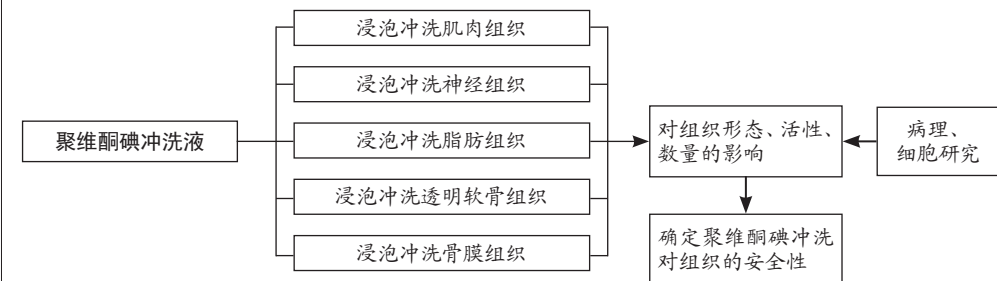 聚维酮碘冲洗液
浸泡冲洗肌肉组织
浸泡冲洗神经组织
浸泡冲洗脂肪组织
浸泡冲洗透明软骨组织
浸泡冲洗骨膜组织
对组织形态、活性、
数量的影响
病理、
细胞研究
确定聚维酮碘冲洗
对组织的安全性